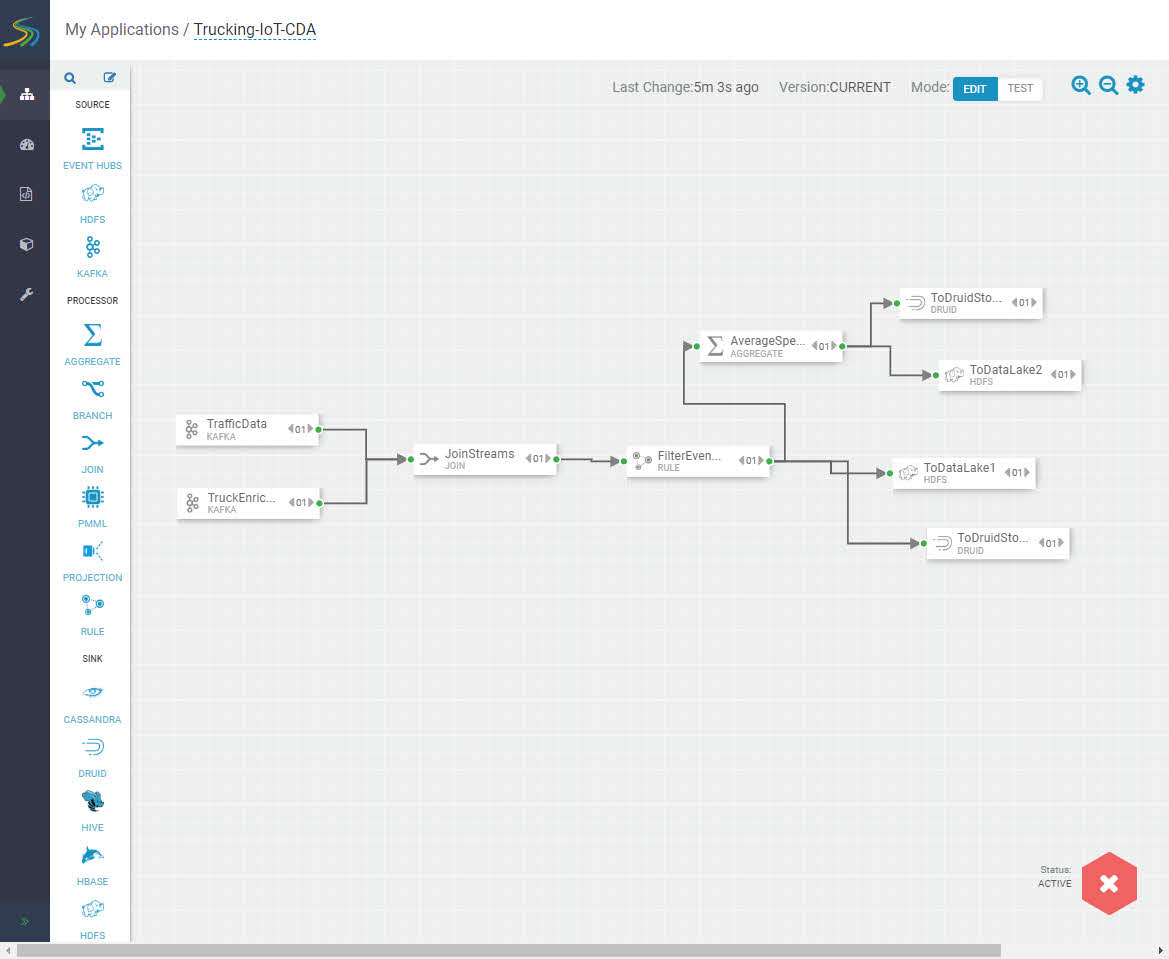 My Applications / Trucking-IoT-CDA
Last Change:5m 3s ago Version:CURRENT Mode: EDIT TEST
SOURCE
EVENT HUBS
HDFS
KAFKA
PROCESSOR
AGGREGATE
BRANCH
JOIN
PMML
PROJECTION
RULE
SINK
CASSANDRA
DRUID
HIVE
HBASE
HDFS
TrafficData
KAFKA
01
TruckEnric...
KAFKA
01
JoinStreams
JOIN
01
FilterEven...
RULE
01
AverageSpe...
AGGREGATE
01
ToDruidSto...
DRUID
01
ToDataLake2
HDFS
01
ToDataLake1
HDFS
01
ToDruidSto...
DRUID
01
Status:
ACTIVE